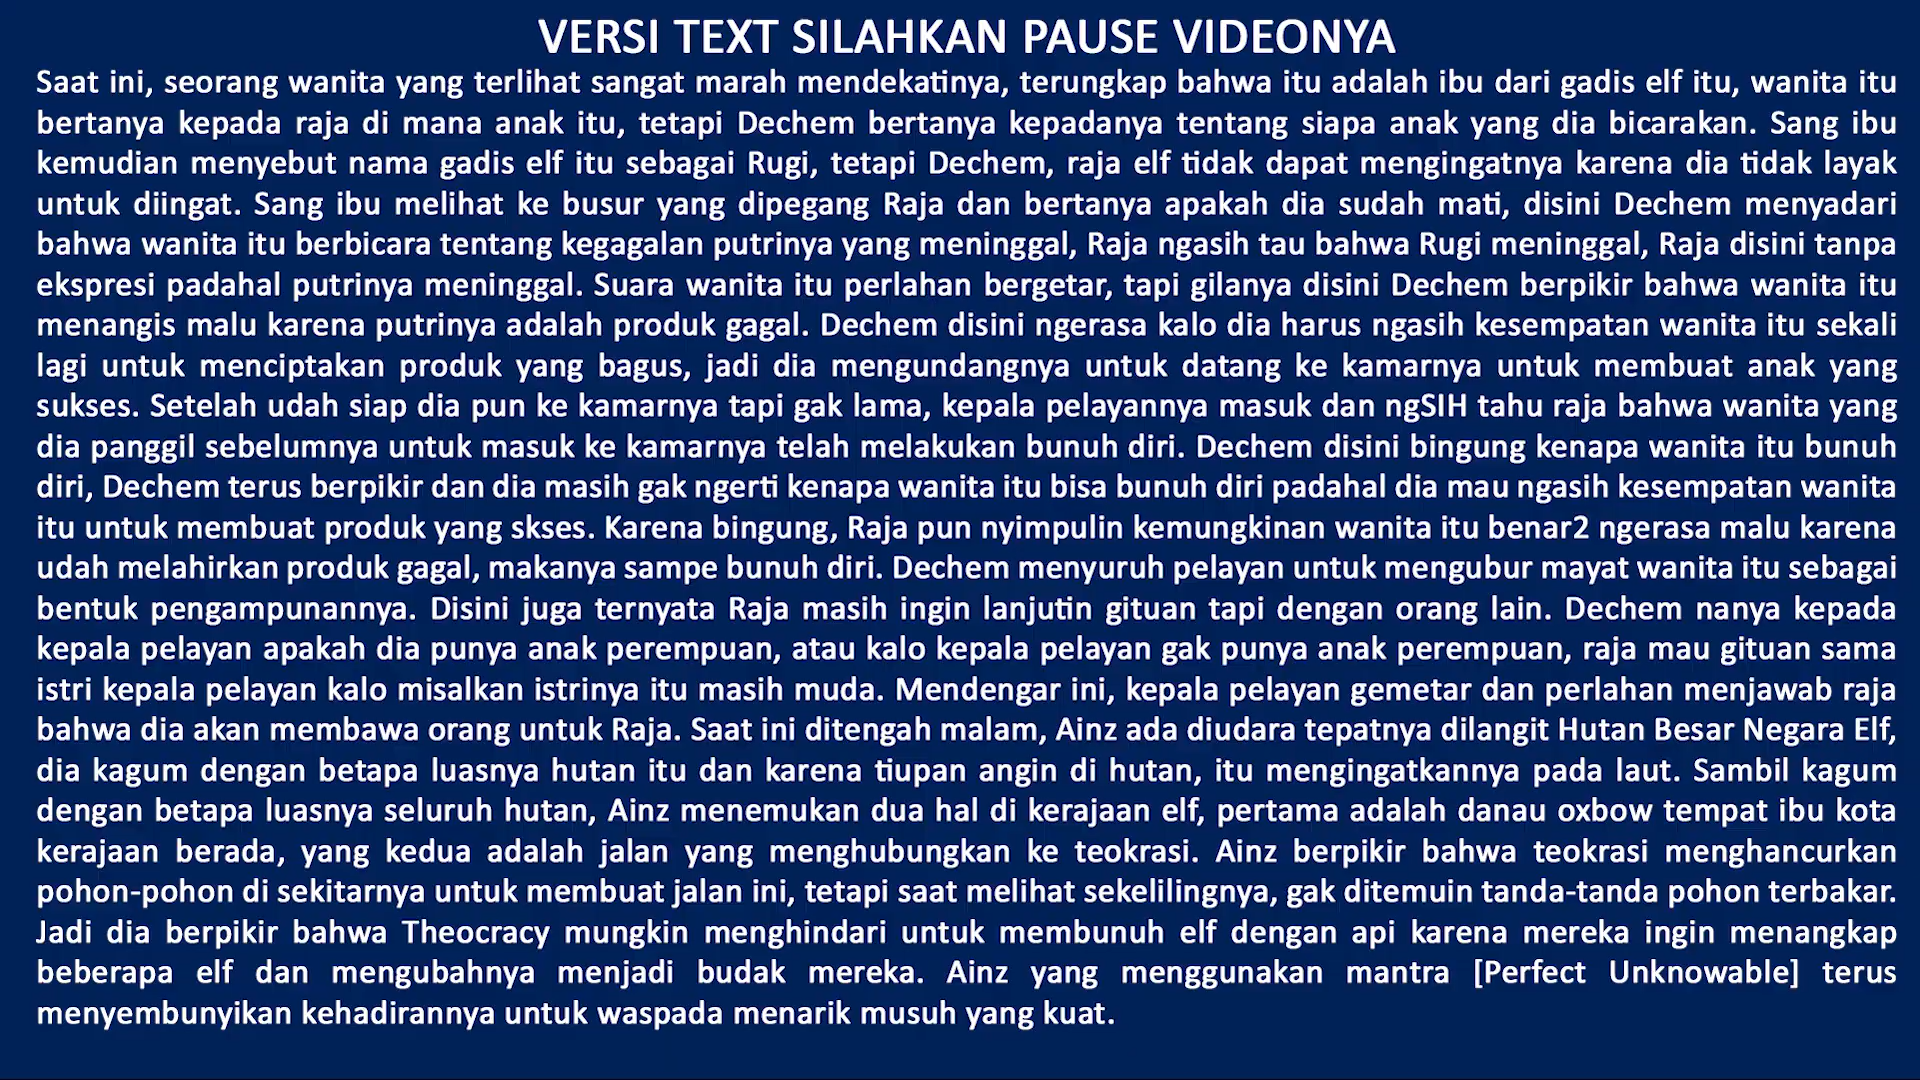 VERSI TEXT SILAHKAN PAUSE VIDEONYA
Saat ini, seorang wanita yang terlihat sangat marah mendekatinya, terungkap bahwa itu adalah ibu dari gadis elf itu, wanita itu
bertanya kepada raja di mana anak itu, tetapi Dechem bertanya kepadanya tentang siapa anak yang dia bicarakan. Sang ibu
kemudian menyebut nama gadis elf itu sebagai Rugi, tetapi Dechem, raja elf tidak dapat mengingatnya karena dia tidak layak
untuk diingat. Sang ibu melihat ke busur yang dipegang Raja dan bertanya apakah dia sudah mati, disini Dechem menyadari
bahwa wanita itu berbicara tentang kegagalan putrinya yang meninggal, Raja ngasih tau bahwa Rugi meninggal, Raja disini tanpa
ekspresi padahal putrinya meninggal. Suara wanita itu perlahan bergetar, tapi gilanya disini Dechem berpikir bahwa wanita itu
menangis malu karena putrinya adalah produk gagal. Dechem disini ngerasa kalo dia harus ngasih kesempatan wanita itu sekali
lagi untuk menciptakan produk yang bagus, jadi dia mengundangnya untuk datang ke kamarnya untuk membuat anak yang
sukses. Setelah udah siap dia pun ke kamarnya tapi gak lama, kepala pelayannya masuk dan ngSIH tahu raja bahwa wanita yang
dia panggil sebelumnya untuk masuk ke kamarnya telah melakukan bunuh diri. Dechem disini bingung kenapa wanita itu bunuh
diri, Dechem terus berpikir dan dia masih gak ngerti kenapa wanita itu bisa bunuh diri padahal dia mau ngasih kesempatan wanita
itu untuk membuat produk yang skses. Karena bingung, Raja pun nyimpulin kemungkinan wanita itu benar2 ngerasa malu karena
udah melahirkan produk gagal, makanya sampe bunuh diri. Dechem menyuruh pelayan untuk mengubur mayat wanita itu sebagai
bentuk pengampunannya. Disini juga ternyata Raja masih ingin lanjutin gituan tapi dengan orang lain. Dechem nanya kepada
kepala pelayan apakah dia punya anak perempuan, atau kalo kepala pelayan gak punya anak perempuan, raja mau gituan sama
istri kepala pelayan kalo misalkan istrinya itu masih muda. Mendengar ini, kepala pelayan gemetar dan perlahan menjawab raja
bahwa dia akan membawa orang untuk Raja. Saat ini ditengah malam, Ainz ada diudara tepatnya dilangit Hutan Besar Negara Elf,
dia kagum dengan betapa luasnya hutan itu dan karena tiupan angin di hutan, itu mengingatkannya pada laut. Sambil kagum
dengan betapa luasnya seluruh hutan, Ainz menemukan dua hal di kerajaan elf, pertama adalah danau oxbow tempat ibu kota
kerajaan berada, yang kedua adalah jalan yang menghubungkan ke teokrasi. Ainz berpikir bahwa teokrasi menghancurkan
pohon-pohon di sekitarnya untuk membuat jalan ini, tetapi saat melihat sekelilingnya, gak ditemuin tanda-tanda pohon terbakar.
Jadi dia berpikir bahwa Theocracy mungkin menghindari untuk membunuh elf dengan api karena mereka ingin menangkap
beberapa elf dan mengubahnya menjadi budak mereka. Ainz yang menggunakan mantra [Perfect Unknowable] terus
menyembunyikan kehadirannya untuk waspada menarik musuh yang kuat.